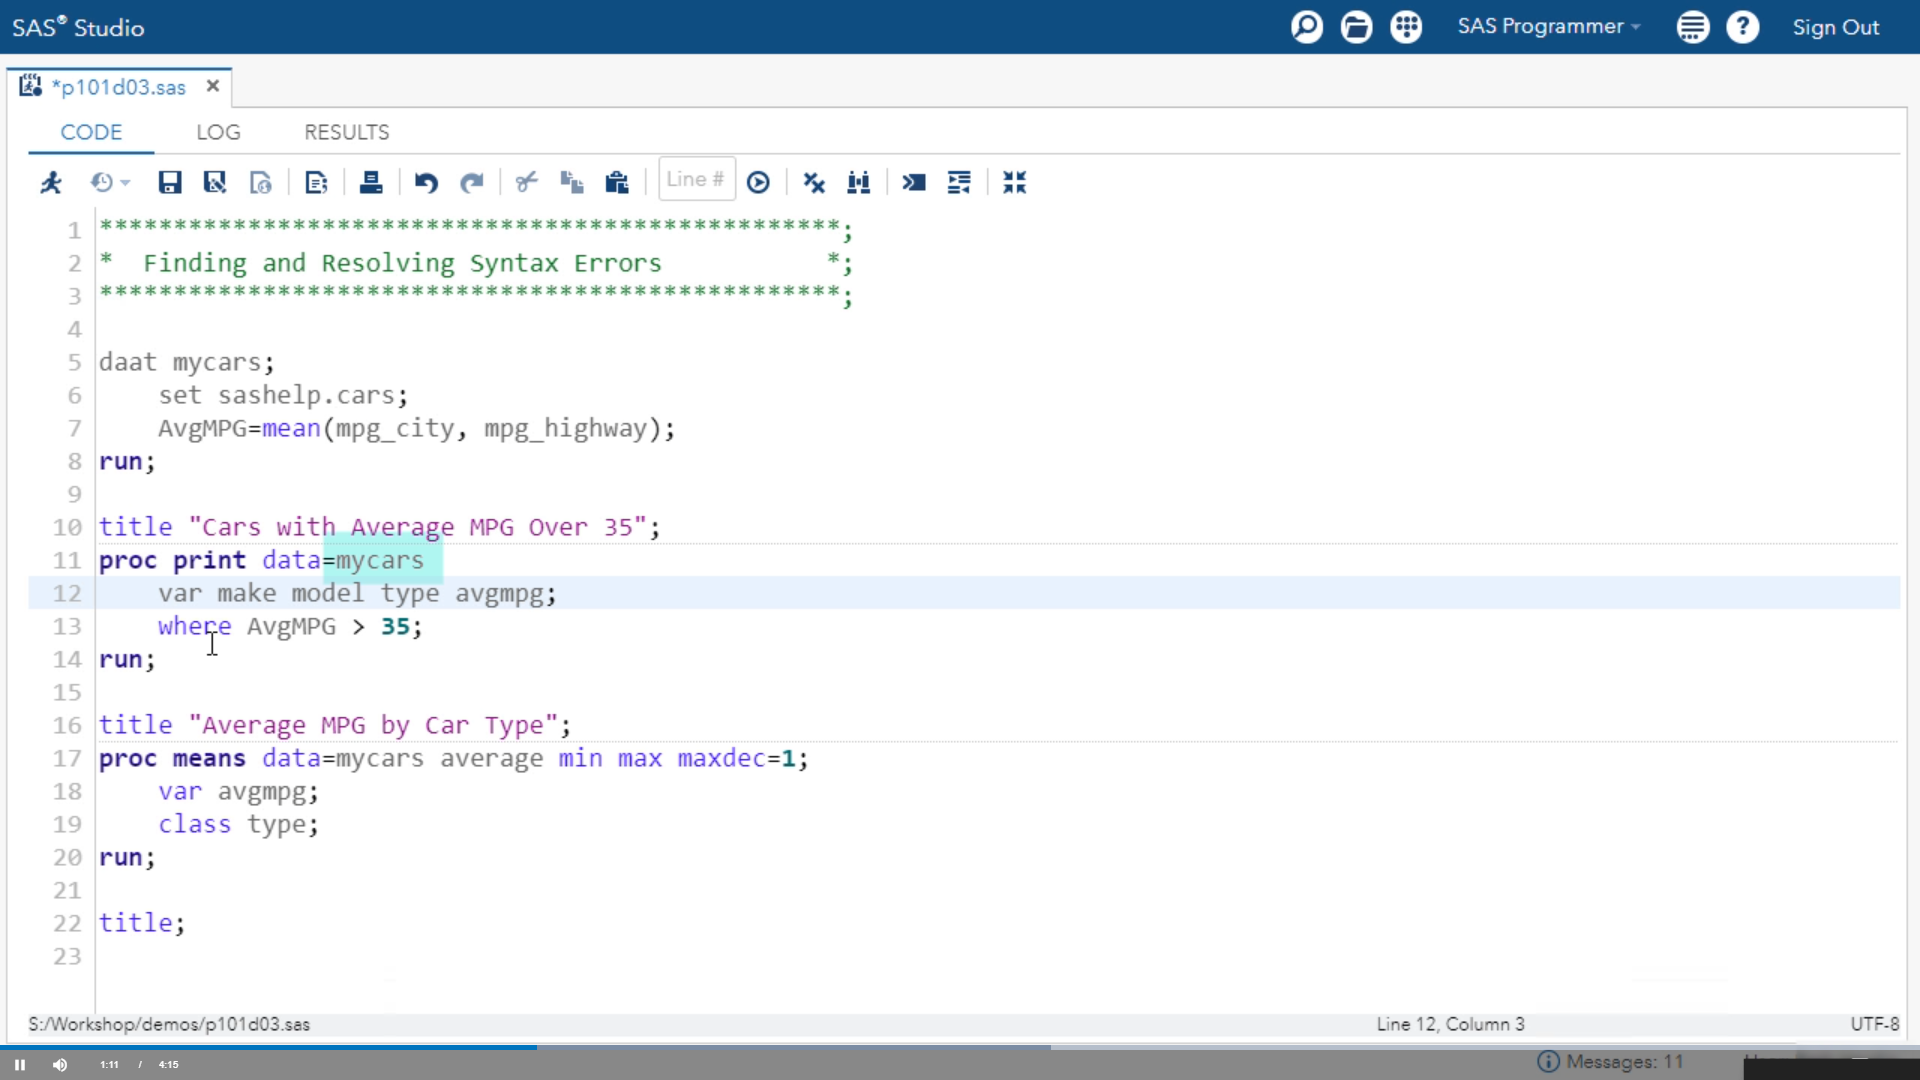 SAS® Studio
SAS Programmer
Sign Out
*p101d03.sas
CODE LOG RESULTS
Line #
1 **************************************************;
2 *  Finding and Resolving Syntax Errors           *;
3 **************************************************;
4
5 daat mycars;
6     set sashelp.cars;
7     AvgMPG=mean(mpg_city, mpg_highway);
8 run;
9
10 title "Cars with Average MPG Over 35";
11 proc print data=mycars
12     var make model type avgmpg;
13     where AvgMPG > 35;
14 run;
15
16 title "Average MPG by Car Type";
17 proc means data=mycars average min max maxdec=1;
18     var avgmpg;
19     class type;
20 run;
21
22 title;
23
S:/Workshop/demos/p101d03.sas
Line 12, Column 3
UTF-8
1:11 / 4:15
Messages: 11